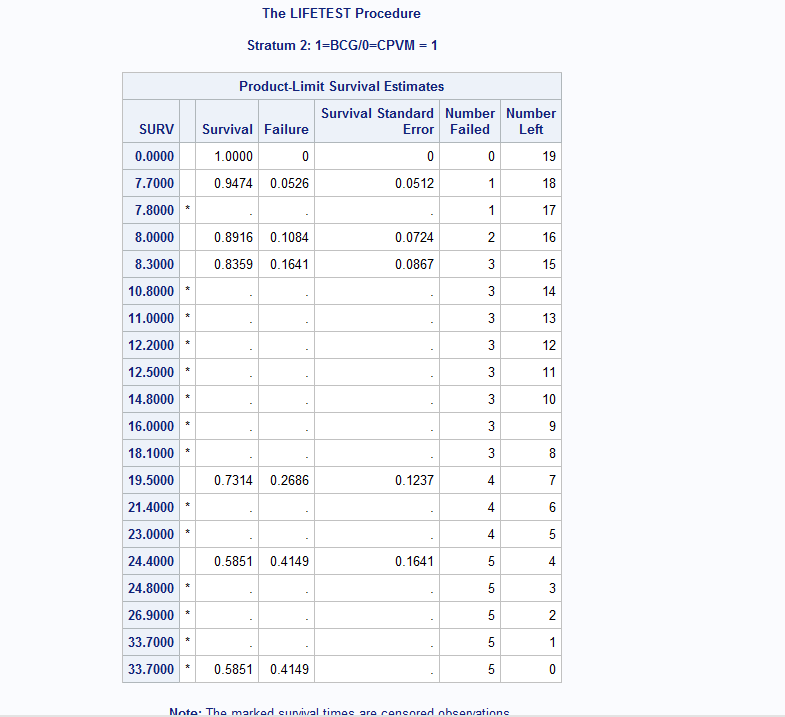 The LIFETEST Procedure
Stratum 2: 1=BCG/0=CPVM = 1
Product-Limit Survival Estimates
SURV Survival Failure Survival Standard Error Number Failed Number Left
0.0000 1.0000 0 0 0 19
7.7000 0.9474 0.0526 0.0512 1 18
7.8000 * . . . 1 17
8.0000 0.8916 0.1084 0.0724 2 16
8.3000 0.8359 0.1641 0.0867 3 15
10.8000 * . . . 3 14
11.0000 * . . . 3 13
12.2000 * . . . 3 12
12.5000 * . . . 3 11
14.8000 * . . . 3 10
16.0000 * . . . 3 9
18.1000 * . . . 3 8
19.5000 0.7314 0.2686 0.1237 4 7
21.4000 * . . . 4 6
23.0000 * . . . 4 5
24.4000 0.5851 0.4149 0.1641 5 4
24.8000 * . . . 5 3
26.9000 * . . . 5 2
33.7000 * . . . 5 1
33.7000 * 0.5851 0.4149 . 5 0
Note: The marked survival times are censored observations